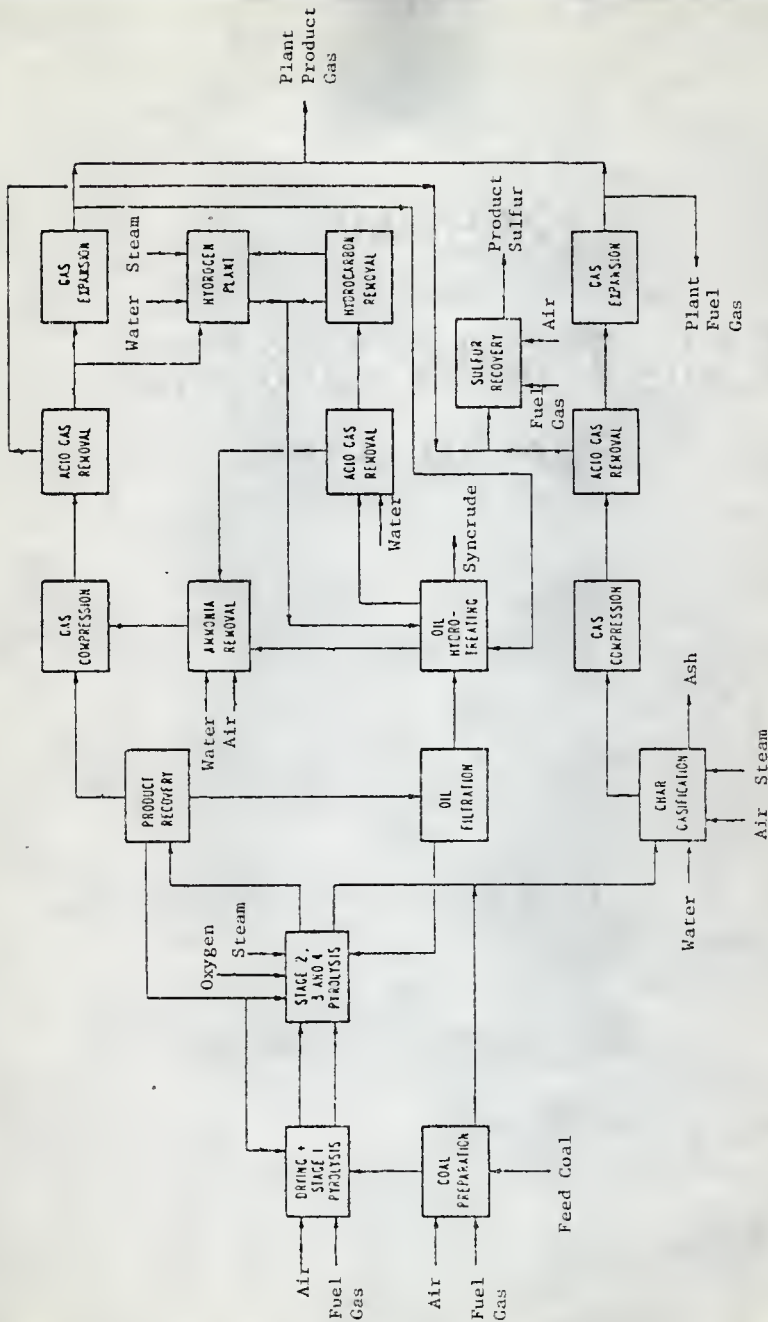 Plant
Product
Gas
GAS
EXPANSION
Water
Steam
HYDROGEN
PLANT
HYDROCARBON
REMOVAL
Product
Sulfur
SULFUR
RECOVERY
Fuel
Gas
Air
GAS
EXPANSION
Plant
Fuel
Gas
ACID GAS
REMOVAL
ACID GAS
REMOVAL
Water
ACID GAS
REMOVAL
GAS
COMPRESSION
AMMONIA
REMOVAL
Water
Air
Syncrude
OIL
HYDRO-
TREATING
GAS
COMPRESSION
PRODUCT
RECOVERY
OIL
FILTRATION
Ash
CHAR
GASIFICATION
Water
Air
Steam
Oxygen
Steam
STAGE 2,
3 AND 4
PYROLYSIS
DRYING +
STAGE 1
PYROLYSIS
Air
Fuel
Gas
COAL
PREPARATION
Air
Fuel
Gas
Feed Coal